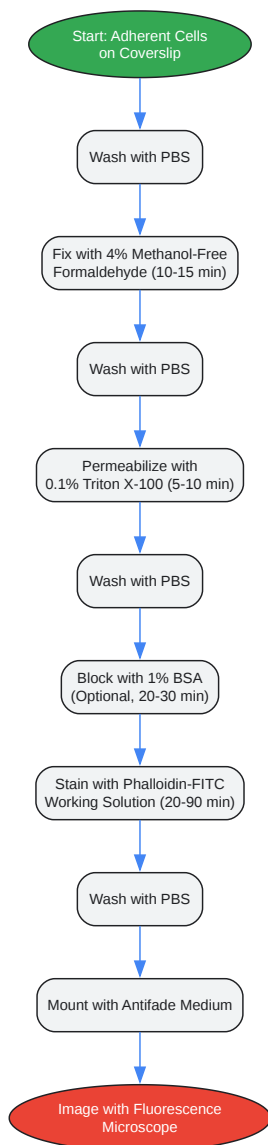 Start: Adherent Cells
on Coverslip
Wash with PBS
Fix with 4% Methanol-Free
Formaldehyde (10-15 min)
Wash with PBS
Permeabilize with
0.1% Triton X-100 (5-10 min)
Wash with PBS
Block with 1% BSA
(Optional, 20-30 min)
Stain with Phalloidin-FITC
Working Solution (20-90 min)
Wash with PBS
Mount with Antifade Medium
Image with Fluorescence
Microscope